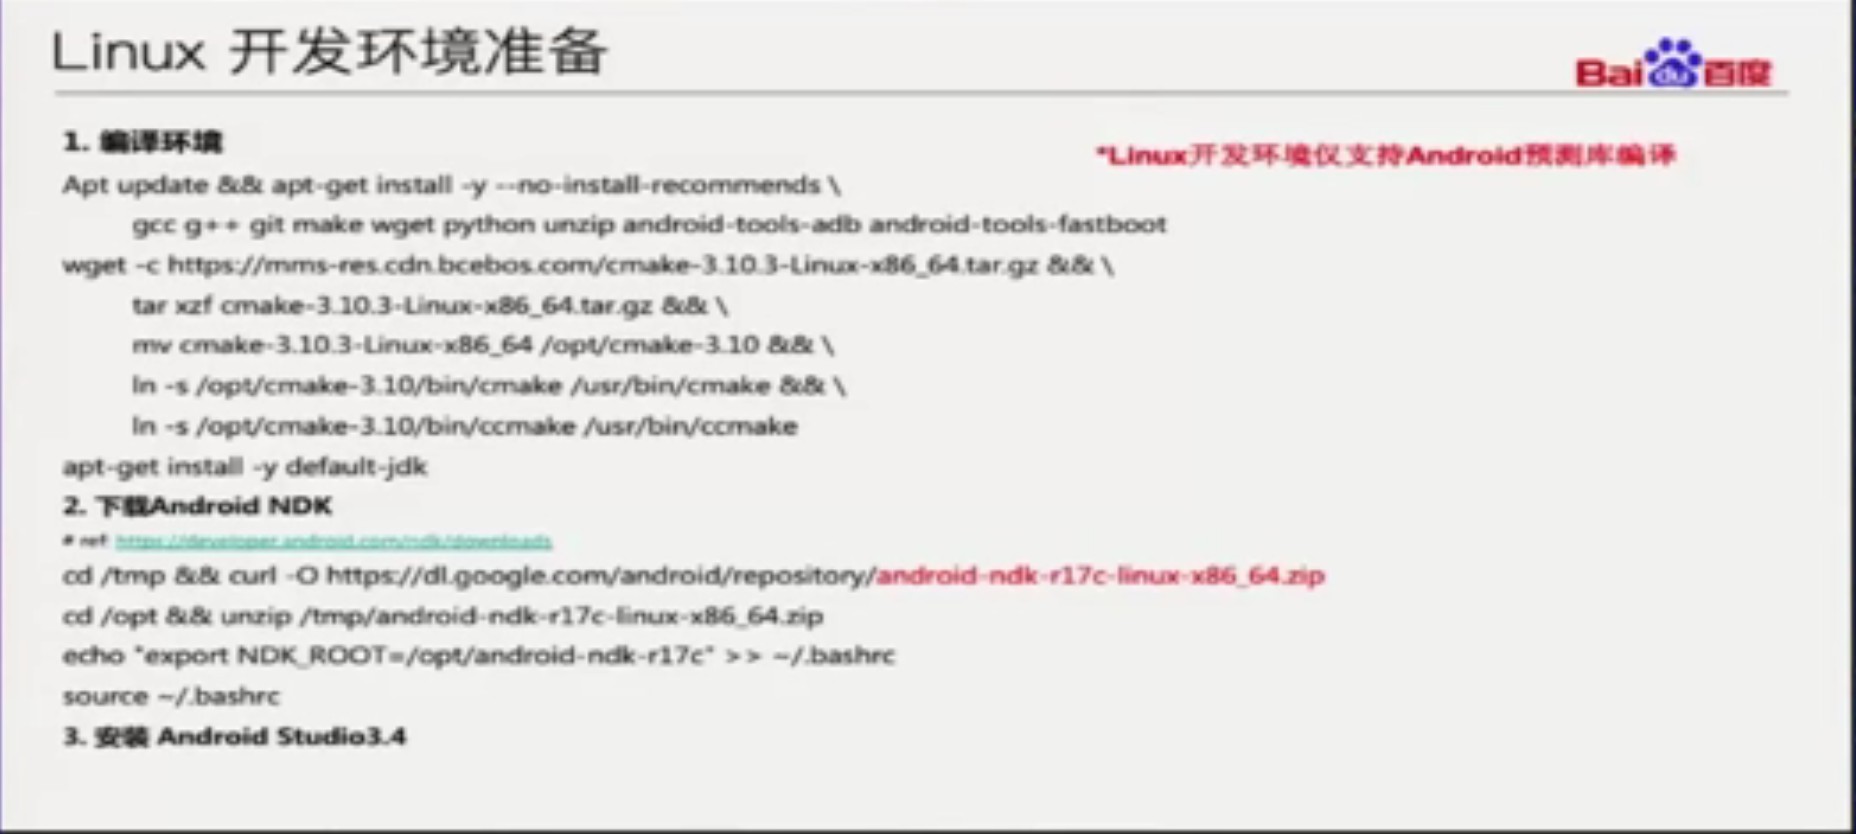 Linux 开发环境准备
Bai du 百度
1. 编译环境
*Linux开发环境仅支持Android预测库编译
Apt update && apt-get install -y --no-install-recommends \
gcc g++ git make wget python unzip android-tools-adb android-tools-fastboot
wget -c https://mms-res.cdn.bcebos.com/cmake-3.10.3-Linux-x86_64.tar.gz && \
tar xzf cmake-3.10.3-Linux-x86_64.tar.gz && \
mv cmake-3.10.3-Linux-x86_64 /opt/cmake-3.10 && \
ln -s /opt/cmake-3.10/bin/cmake /usr/bin/cmake && \
ln -s /opt/cmake-3.10/bin/ccmake /usr/bin/ccmake
apt-get install -y default-jdk
2. 下载Android NDK
# ref: https://developer.android.com/ndk/downloads
cd /tmp && curl -O https://dl.google.com/android/repository/android-ndk-r17c-linux-x86_64.zip
cd /opt && unzip /tmp/android-ndk-r17c-linux-x86_64.zip
echo "export NDK_ROOT=/opt/android-ndk-r17c" >> ~/.bashrc
source ~/.bashrc
3. 安装 Android Studio3.4